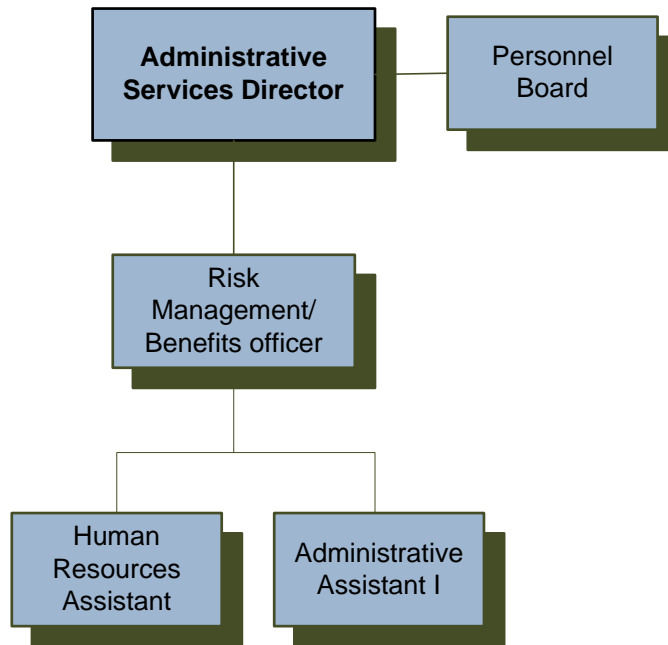 Administrative
Services Director
Personnel
Board
Risk
Management/
Benefits officer
Human
Resources
Assistant
Administrative
Assistant I